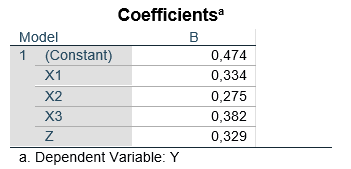 Coefficientsa
Model B
1 (Constant) 0,474
X1 0,334
X2 0,275
X3 0,382
Z 0,329
a. Dependent Variable: Y